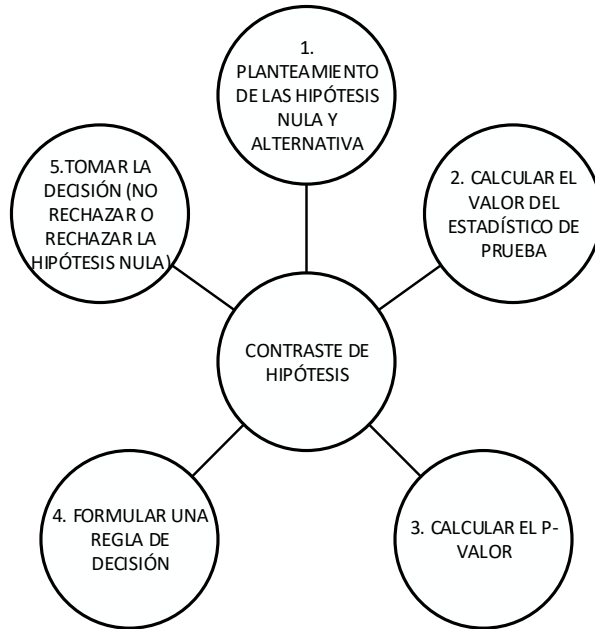 1.
PLANTEAMIENTO
DE LAS HIPÓTESIS
NULA Y
ALTERNATIVA
2. CALCULAR EL
VALOR DEL
ESTADÍSTICO DE
PRUEBA
3. CALCULAR EL P-
VALOR
4. FORMULAR UNA
REGLA DE
DECISIÓN
5.TOMAR LA
DECISIÓN (NO
RECHAZAR O
RECHAZAR LA
HIPÓTESIS NULA)
CONTRASTE DE
HIPÓTESIS